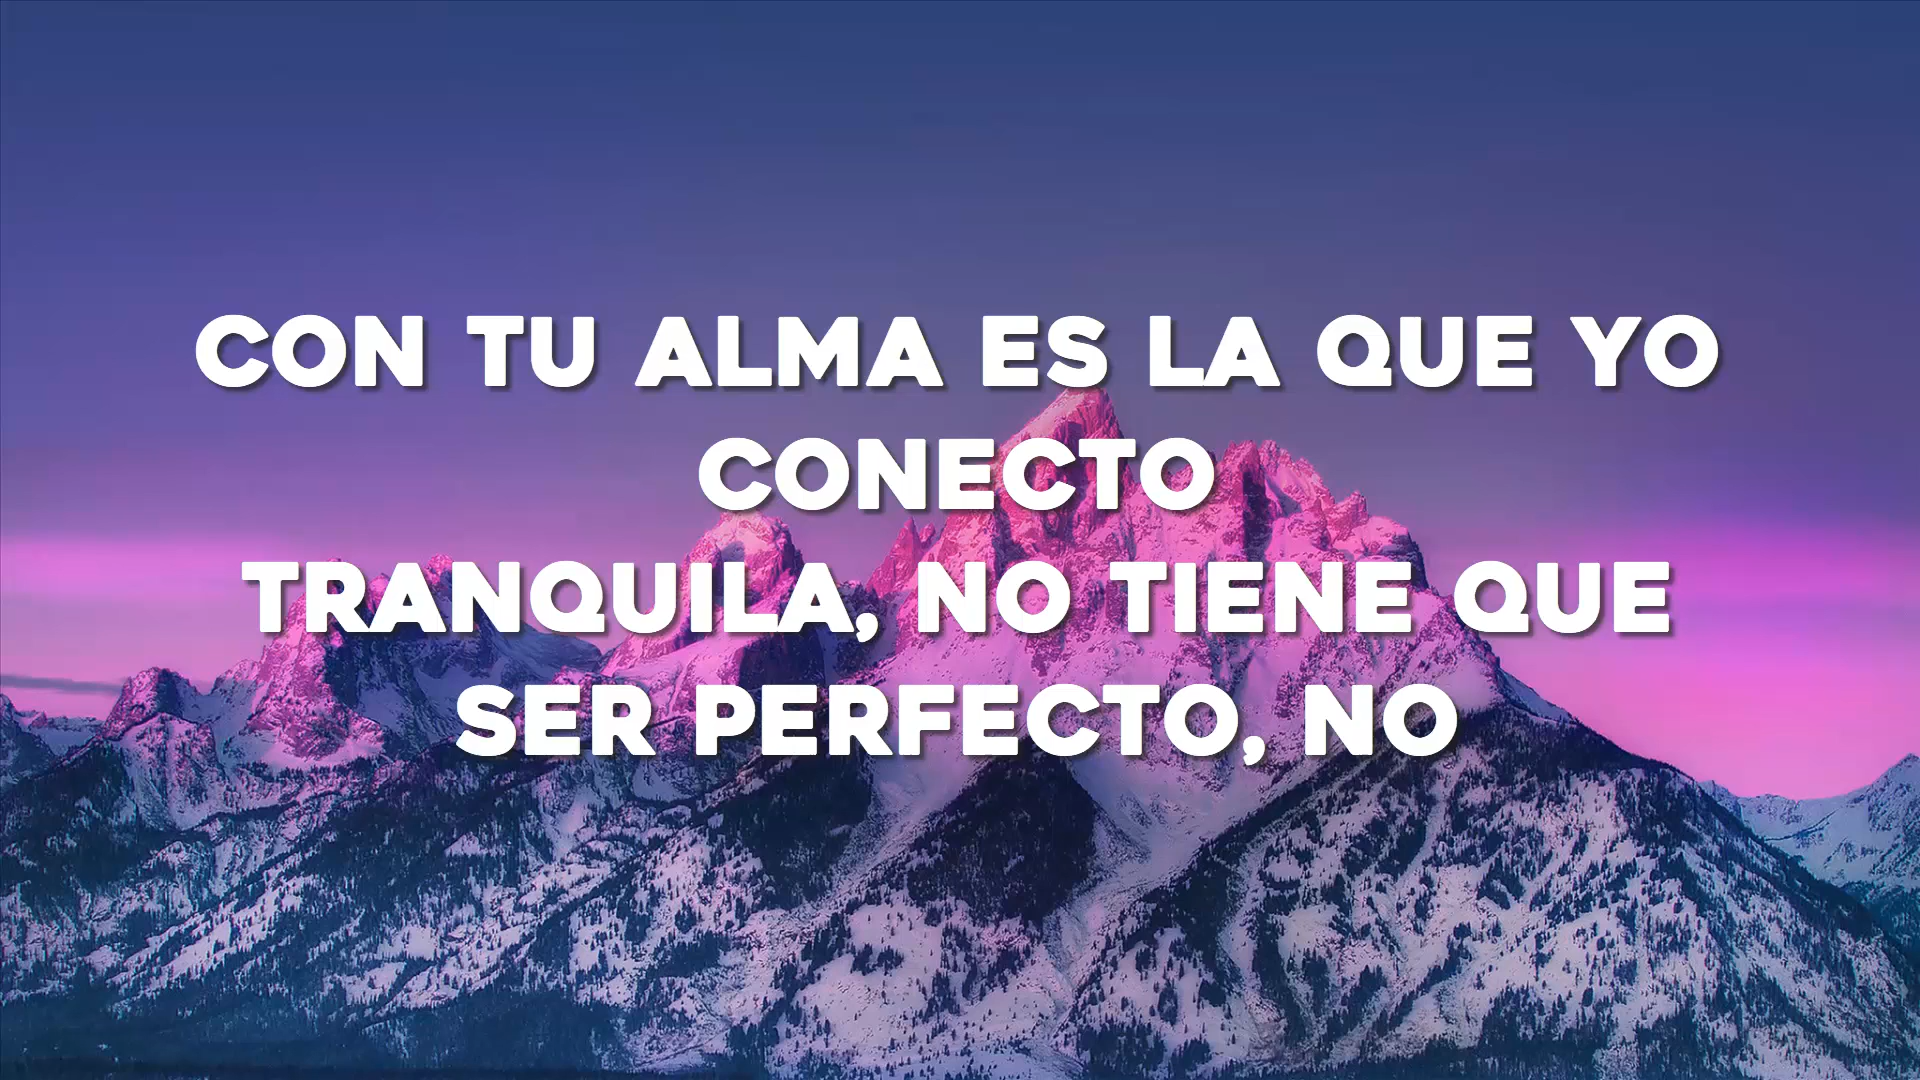 CON TU ALMA ES LA QUE YO
CONECTO
TRANQUILA, NO TIENE QUE
SER PERFECTO, NO